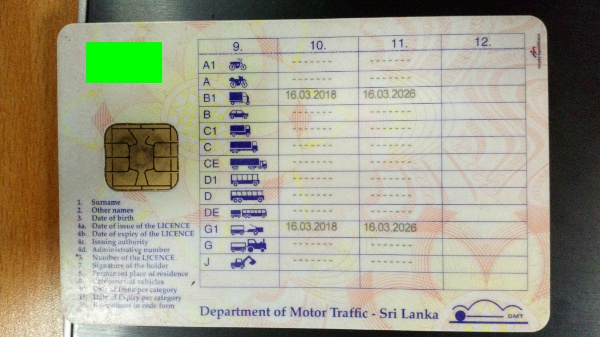 9. 10. 11. 12.
A1 ------- -------
A ------- -------
B1 16.03.2018 16.03.2026
B ------- -------
C1 ------- -------
C ------- -------
CE ------- -------
D1 ------- -------
D ------- -------
DE ------- -------
G1 16.03.2018 16.03.2026
G ------- -------
J ------- -------
1. Surname
2. Other names
3. Date of birth
4a. Date of issue of the LICENCE
4b. Date of expiry of the LICENCE
4c. Issuing authority
4d. Administrating number
5. Number of the LICENCE
7. Signature of the holder
8. Permanent place of residence
9. Categories of vehicles
10. Date of issue per category
11. Date of Expiry per category
in code form
Department of Motor Traffic - Sri Lanka
DMT